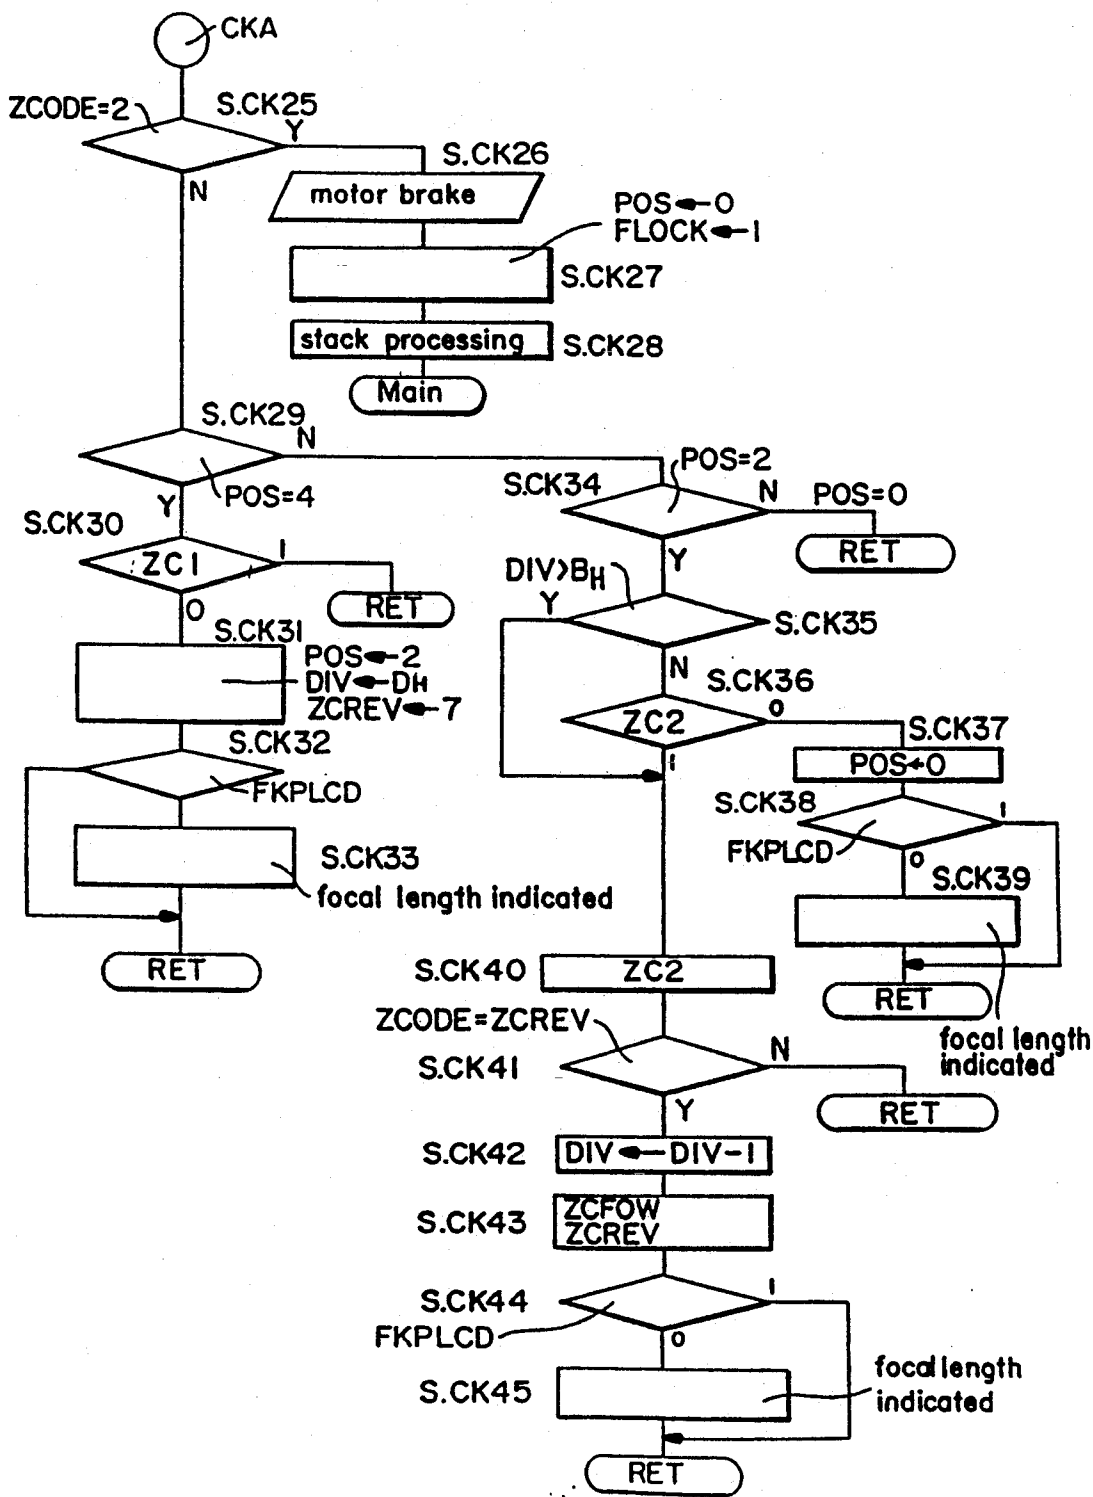 CKA
ZCODE=2
S.CK25
Y
N
S.CK26
motor brake
POS←0
FLOCK←1
S.CK27
stack processing
S.CK28
Main
S.CK29
N
POS=4
Y
S.CK30
ZC1
1
RET
0
S.CK31
POS←2
DIV←DH
ZCREV←7
S.CK32
FKPLCD
S.CK33
focal length indicated
RET
POS=2
S.CK34
N
POS=0
RET
Y
DIV>BH
Y
S.CK35
N
S.CK36
ZC2
0
1
S.CK37
POS←0
S.CK38
1
FKPLCD
0
S.CK39
RET
focal length
indicated
S.CK40
ZC2
ZCODE=ZCREV
S.CK41
N
RET
Y
S.CK42
DIV←DIV-1
S.CK43
ZCFOW
ZCREV
S.CK44
1
FKPLCD
0
S.CK45
focal length
indicated
RET